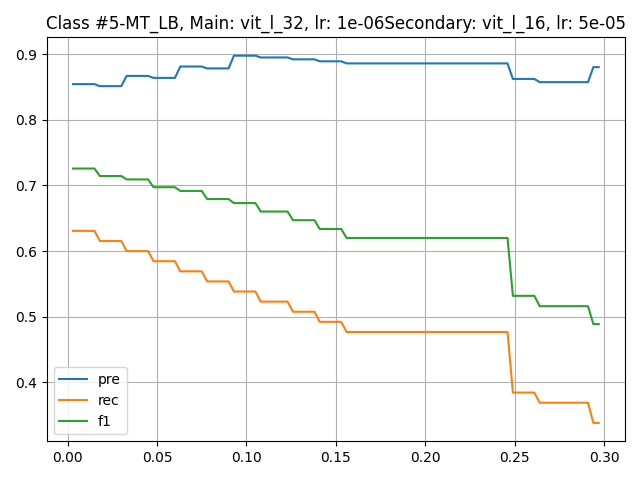 Class #5-MT_LB, Main: vit_l_32, lr: 1e-06Secondary: vit_l_16, lr: 5e-05
0.9
0.8
0.7
0.6
0.5
0.4
pre
rec
f1
0.00 0.05 0.10 0.15 0.20 0.25 0.30